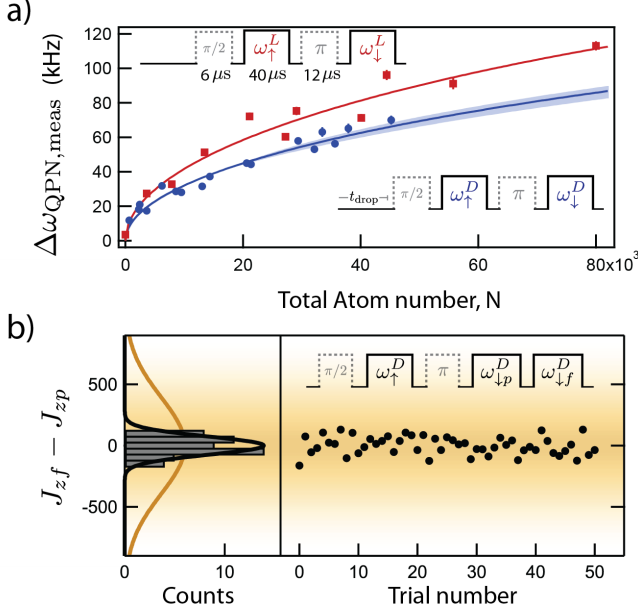 a)
Δω_QPN,meas (kHz)
120
100
80
60
40
20
0
π/2 ω↑^L π ω↓^L
6 μs 40 μs 12 μs
-t_drop- π/2 ω↑^D π ω↓^D
0 20 40 60 80x10³
Total Atom number, N
b)
J_zf − J_zp
500
0
-500
π/2 ω↑^D π ω↓p^D ω↓f^D
0 10
Counts
0 10 20 30 40 50
Trial number